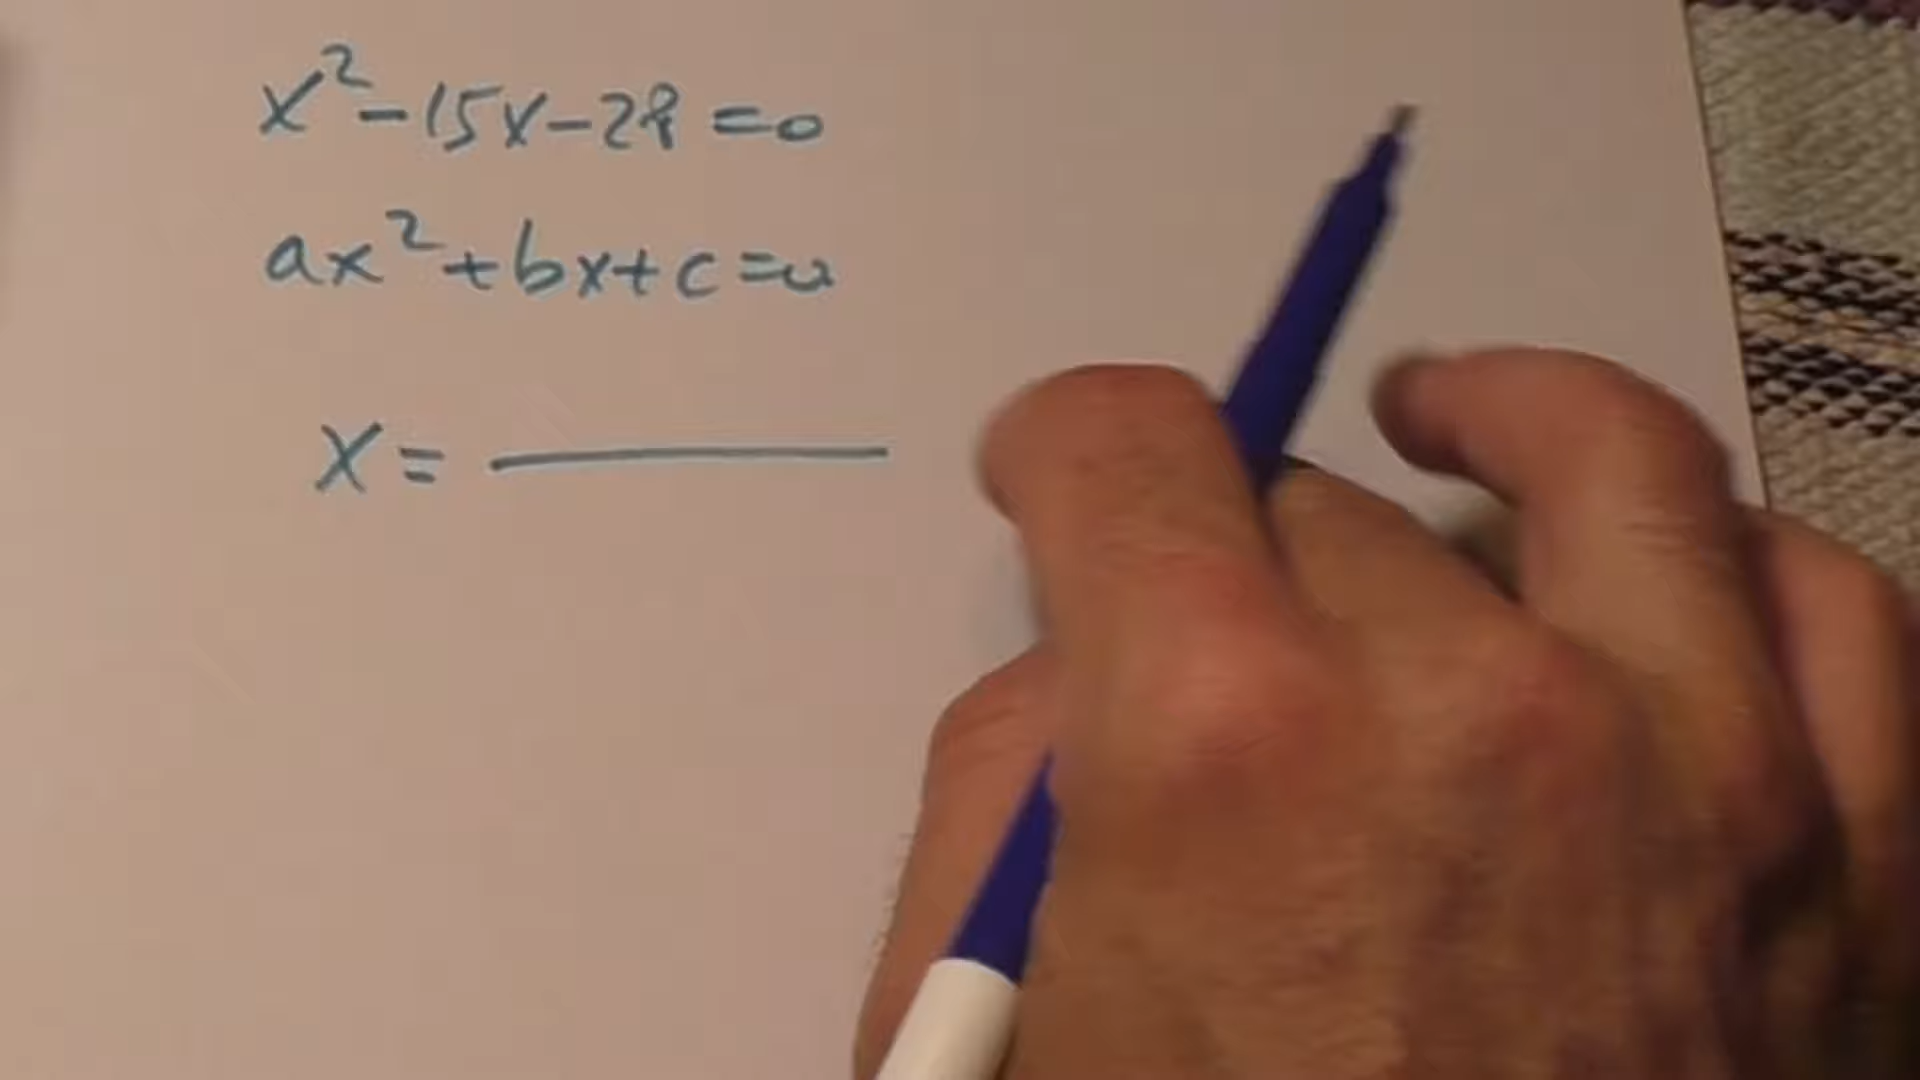 x² - 15x - 28 = 0
ax² + bx + c = 0
x =